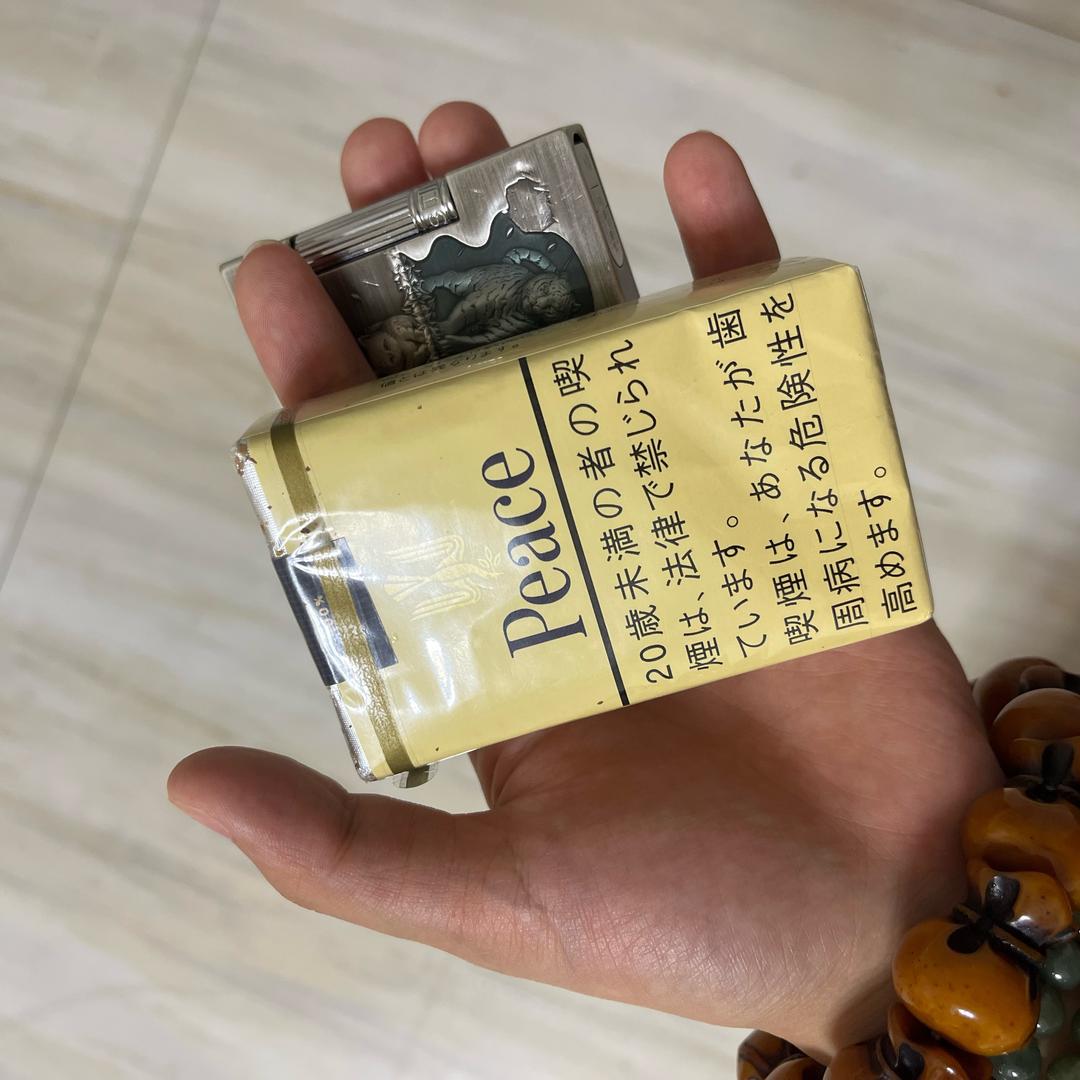 Peace
20歳未満の者の喫
煙は、法律で禁じられ
ています。
喫煙は、あなたが歯
周病になる危険性を
高めます。